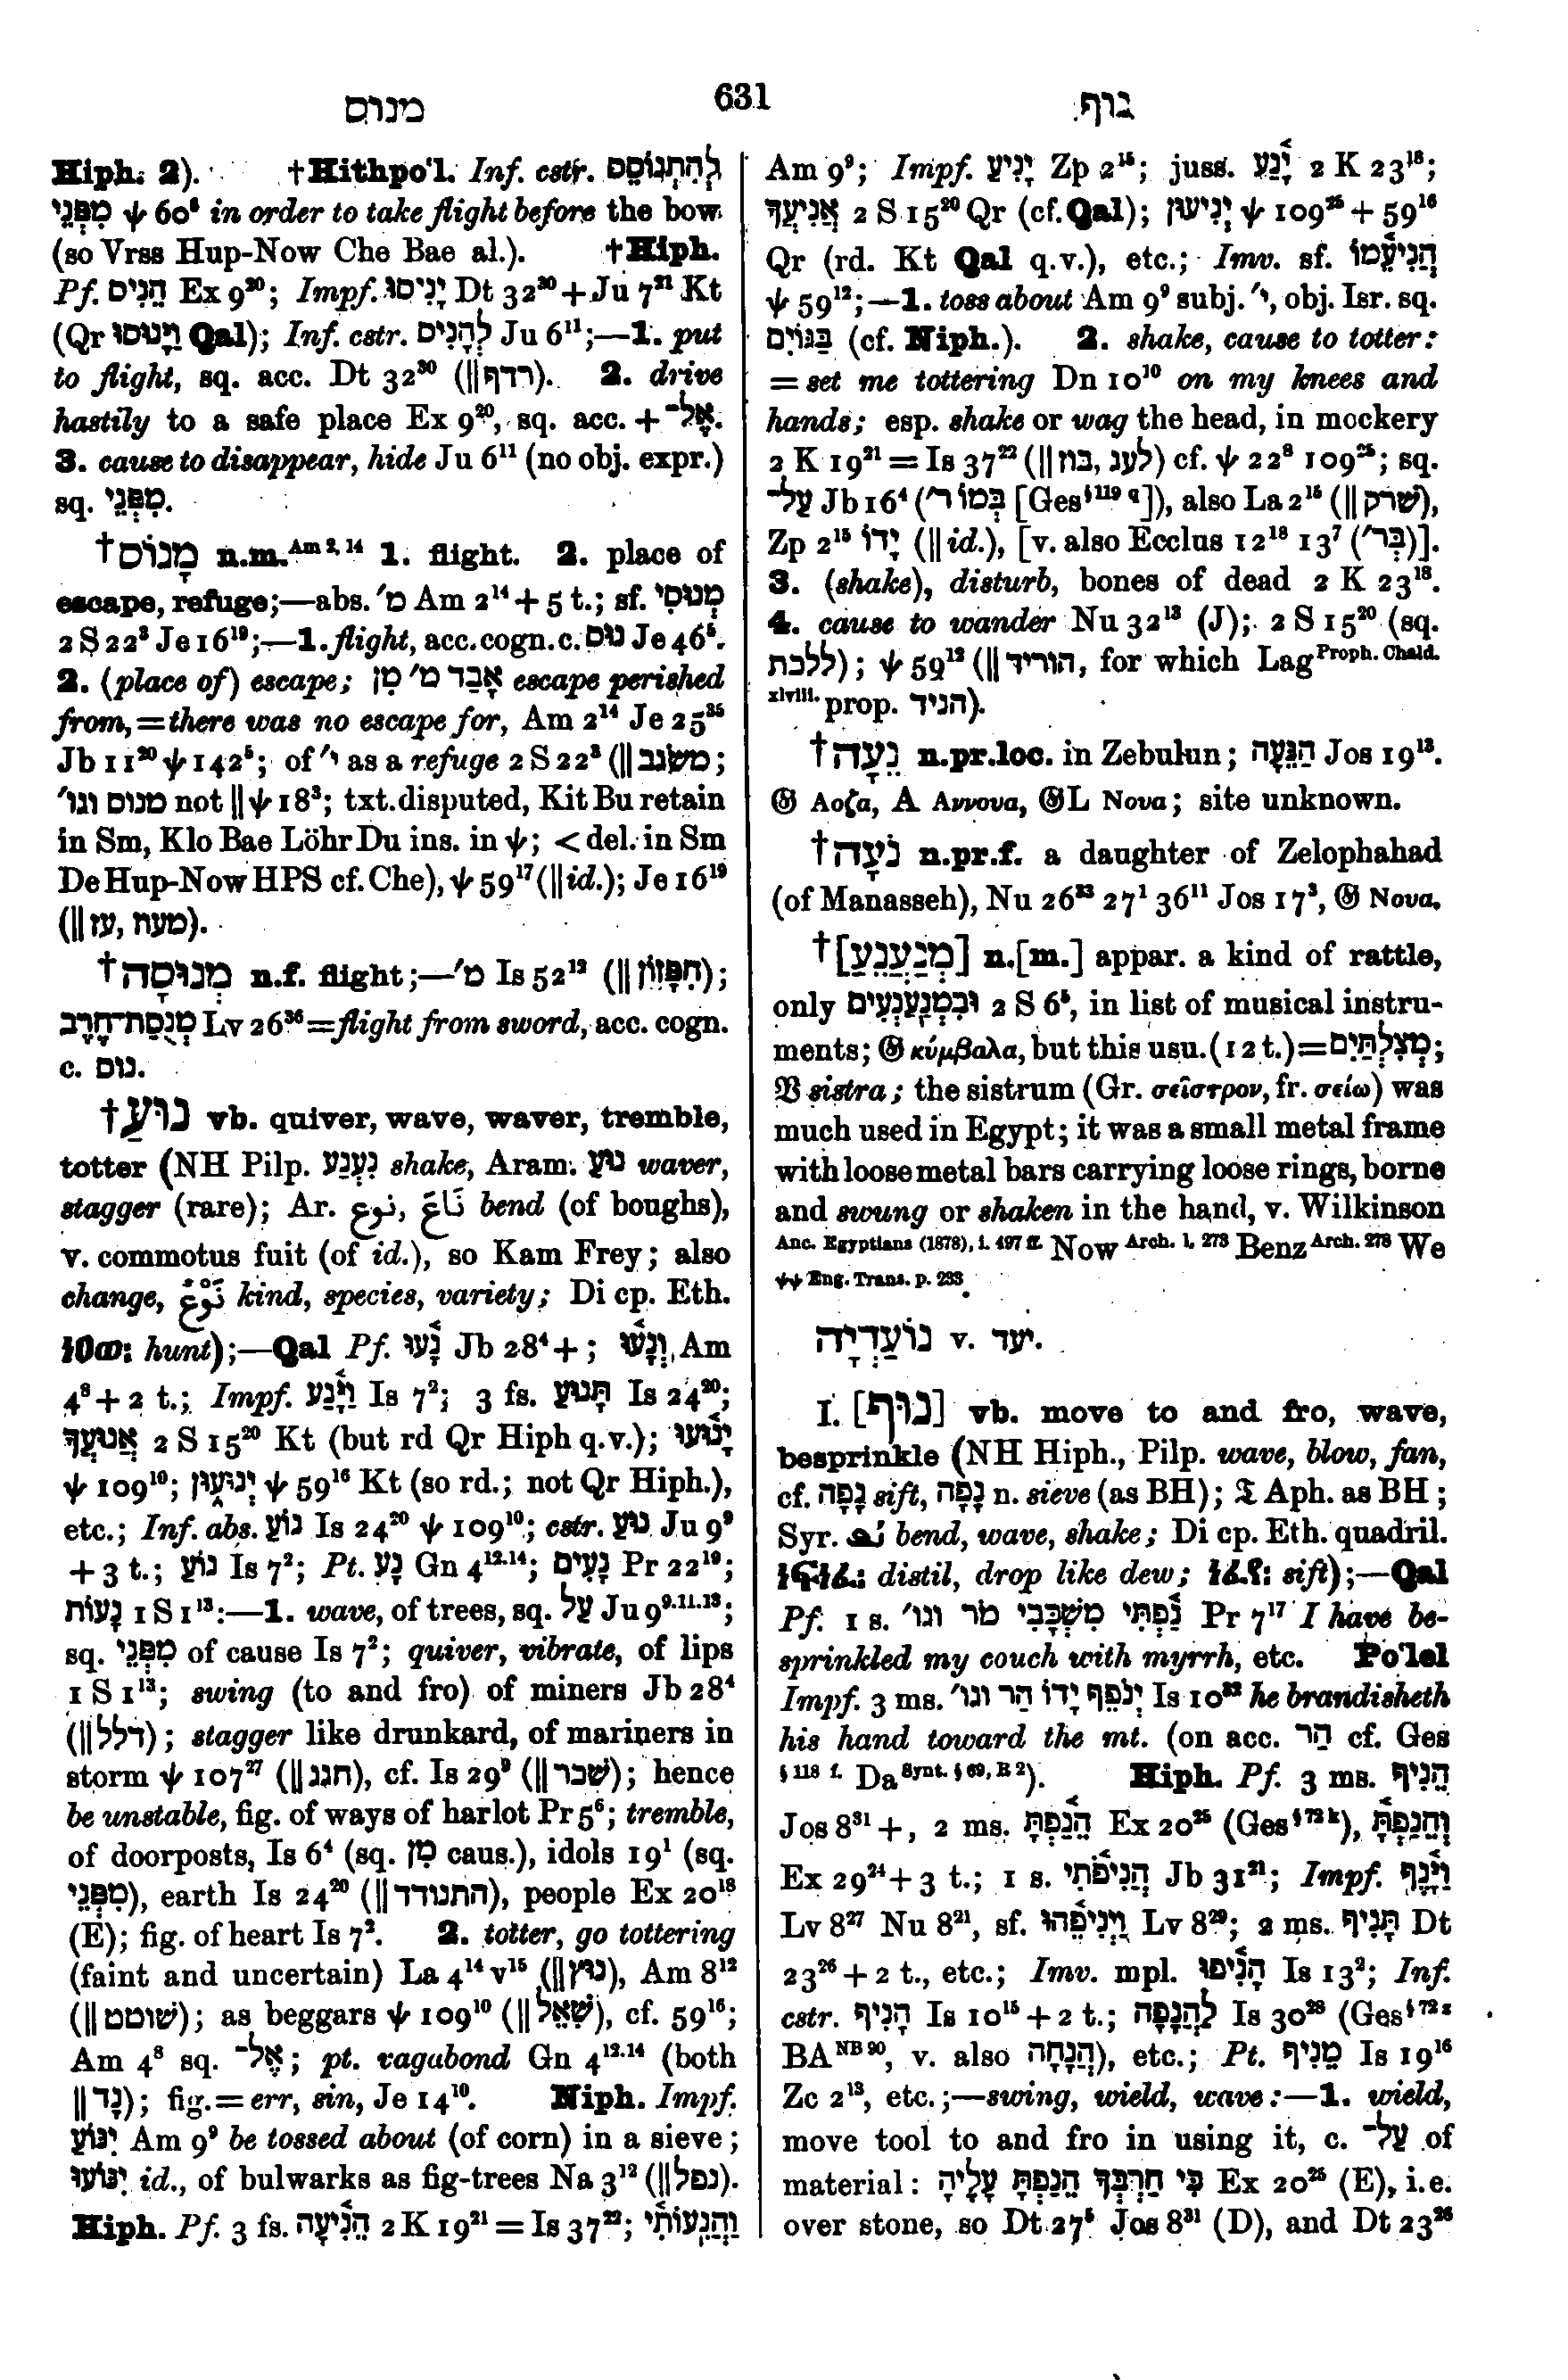 מנוס
631
נוף
Hiph. 2). †Hithpo'l. Inf. cstr. לְהִתְנוֹסֵם
מִפְּנֵי ψ 60⁶ in order to take flight before the bow
(so Vrss Hup-Now Che Bae al.). †Hiph.
Pf. הֵנִיס Ex 9²⁰; Impf. יָנִיסוּ Dt 32³⁰ + Ju 7²¹ Kt
(Qr וַיָּנוּסוּ Qal); Inf. cstr. לְהָנִיס Ju 6¹¹;—1. put
to flight, sq. acc. Dt 32³⁰ (‖רדף). 2. drive
hastily to a safe place Ex 9²⁰, sq. acc. + אֶל־.
3. cause to disappear, hide Ju 6¹¹ (no obj. expr.)
sq. מִפְּנֵי.
†מָנוֹס n.m. Am 2, 14 1. flight. 2. place of
escape, refuge;—abs. מ׳ Am 2¹⁴ + 5 t.; sf. מְנוּסִי
2 S 22³ Je 16¹⁹;—1. flight, acc. cogn. c. נוּס Je 46⁵.
2. (place of) escape; אָבַד מ׳ מִן escape perished
from, = there was no escape for, Am 2¹⁴ Je 25³⁵
Jb 11²⁰ ψ 142⁵; of י׳ as a refuge 2 S 22³ (‖משׂגב;
מנוס וגו׳ not ‖ ψ 18³; txt. disputed, Kit Bu retain
in Sm, Klo Bae Löhr Du ins. in ψ; < del. in Sm
De Hup-Now HPS cf. Che), ψ 59¹⁷ (‖id.); Je 16¹⁹
(‖עז, מעוז).
†מְנוּסָה n.f. flight;—מ׳ Is 52¹² (‖חִפָּזוֹן);
מְנֻסַת־חֶרֶב Lv 26³⁶ = flight from sword, acc. cogn.
c. נוס.
†נוּעַ vb. quiver, wave, waver, tremble,
totter (NH Pilp. נִעְנַע shake, Aram. נוּעַ waver,
stagger (rare); Ar. نوع, نَاعَ bend (of boughs),
v. commotus fuit (of id.), so Kam Frey; also
change, نَوْعٌ kind, species, variety; Di cp. Eth.
hunt);—Qal Pf. נָעוּ Jb 28⁴ +; וְנָעוּ Am
4⁸ + 2 t.; Impf. וַיָּנַע Is 7²; 3 fs. תָּנוּעַ Is 24²⁰;
אֲנוּעֲךָ 2 S 15²⁰ Kt (but rd Qr Hiph q.v.); יָנוּעוּ
ψ 109¹⁰; יְנוּעוּן ψ 59¹⁶ Kt (so rd.; not Qr Hiph.),
etc.; Inf. abs. נוֹעַ Is 24²⁰ ψ 109¹⁰; cstr. נוּעַ Ju 9⁹
+ 3 t.; נוֹעַ Is 7²; Pt. נָע Gn 4¹²·¹⁴; נָעִים Pr 22¹⁹;
נָעוֹת 1 S 1¹³:—1. wave, of trees, sq. עַל Ju 9⁹·¹¹·¹³;
sq. מִפְּנֵי of cause Is 7²; quiver, vibrate, of lips
1 S 1¹³; swing (to and fro) of miners Jb 28⁴
(‖דלל); stagger like drunkard, of mariners in
storm ψ 107²⁷ (‖חגג), cf. Is 29⁹ (‖שׁכר); hence
be unstable, fig. of ways of harlot Pr 5⁶; tremble,
of doorposts, Is 6⁴ (sq. מִן caus.), idols 19¹ (sq.
מִפְּנֵי), earth Is 24²⁰ (‖התנודד), people Ex 20¹⁸
(E); fig. of heart Is 7². 2. totter, go tottering
(faint and uncertain) La 4¹⁴ v¹⁵ (‖נוּץ), Am 8¹²
(‖שׁוטט); as beggars ψ 109¹⁰ (‖שִׁאֵל), cf. 59¹⁶;
Am 4⁸ sq. אֶל־; pt. vagabond Gn 4¹²·¹⁴ (both
‖נָד); fig. = err, sin, Je 14¹⁰. Niph. Impf.
יִנּוֹעַ Am 9⁹ be tossed about (of corn) in a sieve;
יִנּוֹעוּ id., of bulwarks as fig-trees Na 3¹² (‖נפל).
Hiph. Pf. 3 fs. הֵנִיעָה 2 K 19²¹ = Is 37²²; וַהֲנִעוֹתִי
Am 9⁹; Impf. יָנִיעַ Zp 2¹⁵; juss. יָנַע 2 K 23¹⁸;
אֲנִיעֲךָ 2 S 15²⁰ Qr (cf. Qal); יְנִיעוּן ψ 109²⁵ + 59¹⁶
Qr (rd. Kt Qal q.v.), etc.; Imv. sf. הֲנִיעֵמוֹ
ψ 59¹²;—1. toss about Am 9⁹ subj. י׳, obj. Isr. sq.
בַּגּוֹיִם (cf. Niph.). 2. shake, cause to totter:
= set me tottering Dn 10¹⁰ on my knees and
hands; esp. shake or wag the head, in mockery
2 K 19²¹ = Is 37²² (‖לעג, בוז) cf. ψ 22⁸ 109²⁵; sq.
עַל־ Jb 16⁴ (בְּמוֹ ר׳ [Ges§ 119 q]), also La 2¹⁵ (‖שׁרק),
Zp 2¹⁵ יָדוֹ (‖id.), [v. also Ecclus 12¹⁸ 13⁷ (בְּר׳)].
3. (shake), disturb, bones of dead 2 K 23¹⁸.
4. cause to wander Nu 32¹³ (J); 2 S 15²⁰ (sq.
ללכת); ψ 59¹² (‖הוריד, for which Lag Proph. Chald.
xlviii. prop. הניד).
†נֵעָה n.pr.loc. in Zebulun; הַנֵּעָה Jos 19¹³.
𝔊 Αοζα, A Αννουα, 𝔊L Νουα; site unknown.
†נֹעָה n.pr.f. a daughter of Zelophahad
(of Manasseh), Nu 26³³ 27¹ 36¹¹ Jos 17³, 𝔊 Νουα.
†[מְנַעֲנֵעַ] n.[m.] appar. a kind of rattle,
only וּבִמְנַעַנְעִים 2 S 6⁵, in list of musical instru-
ments; 𝔊 κύμβαλα, but this usu. (12 t.) = מְצִלְתַּיִם;
𝔙 sistra; the sistrum (Gr. σεῖστρον, fr. σείω) was
much used in Egypt; it was a small metal frame
with loose metal bars carrying loose rings, borne
and swung or shaken in the hand, v. Wilkinson
Anc. Egyptians (1878), i. 497 ff. Now Arch. i. 273 Benz Arch. 278 We
ψψ Eng. Trans. p. 233.
נוֹעַדְיָה v. יעד.
I. [נוּף] vb. move to and fro, wave,
besprinkle (NH Hiph., Pilp. wave, blow, fan,
cf. נָפָה sift, נָפָה n. sieve (as BH); 𝔗 Aph. as BH;
Syr. ܢܳܦ bend, wave, shake; Di cp. Eth. quadril.
distil, drop like dew; sift);—Qal
Pf. 1 s. נַפְתִּי מִשְׁכָּבִי מֹר וגו׳ Pr 7¹⁷ I have be-
sprinkled my couch with myrrh, etc. Po'lel
Impf. 3 ms. יְנֹפֵף יָדוֹ הַר וגו׳ Is 10³² he brandisheth
his hand toward the mt. (on acc. הַר cf. Ges
§ 118 f. Da Synt. § 69, R 2). Hiph. Pf. 3 ms. הֵנִיף
Jos 8³¹ +, 2 ms. הֵנַפְתָּ Ex 20²⁵ (Ges§ 72 k), וְהֵנַפְתָּ
Ex 29²⁴ + 3 t.; 1 s. הֲנִיפֹתִי Jb 31²¹; Impf. וַיָּנֶף
Lv 8²⁷ Nu 8²¹, sf. וַיְנִיפֵהוּ Lv 8²⁹; 2 ms. תָּנִיף Dt
23²⁶ + 2 t., etc.; Imv. mpl. הָנִיפוּ Is 13²; Inf.
cstr. הָנִיף Is 10¹⁵ + 2 t.; לַהֲנָפָה Is 30²⁸ (Ges§ 72 z
BA NB 90, v. also הֲנָחָה), etc.; Pt. מֵנִיף Is 19¹⁶
Zc 2¹³, etc.;—swing, wield, wave:—1. wield,
move tool to and fro in using it, c. עַל־ of
material: כִּי חַרְבְּךָ הֵנַפְתָּ עָלֶיהָ Ex 20²⁵ (E), i.e.
over stone, so Dt 27⁵ Jos 8³¹ (D), and Dt 23²⁶